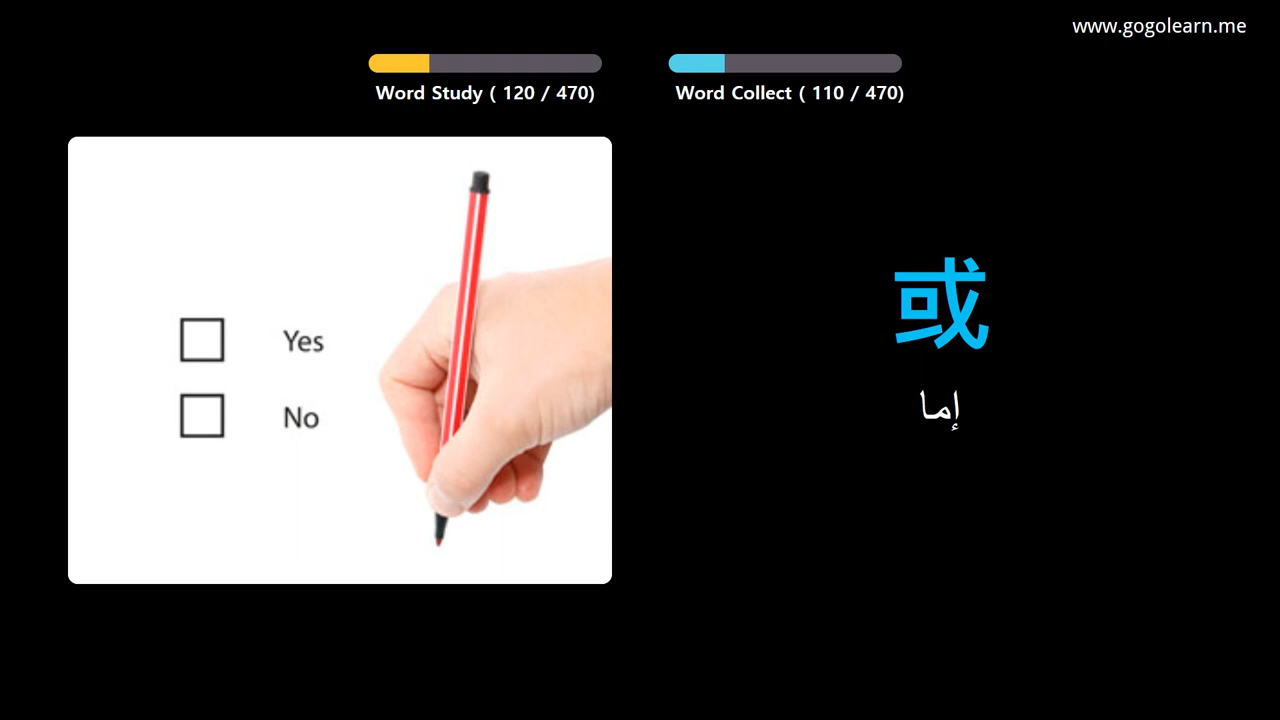 www.gogolearn.me
Word Study ( 120 / 470)
Word Collect ( 110 / 470)
Yes
No
或
إما